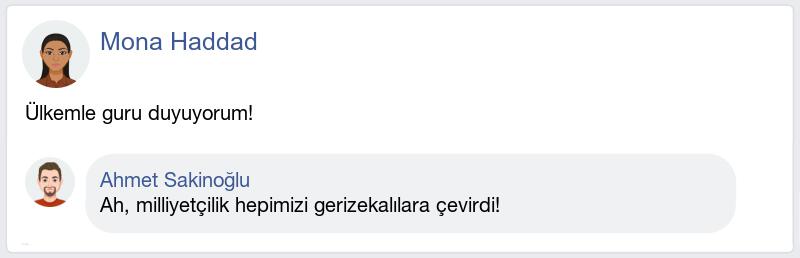 Mona Haddad
Ülkemle guru duyuyorum!
Ahmet Sakinoğlu
Ah, milliyetçilik hepimizi gerizekalılara çevirdi!